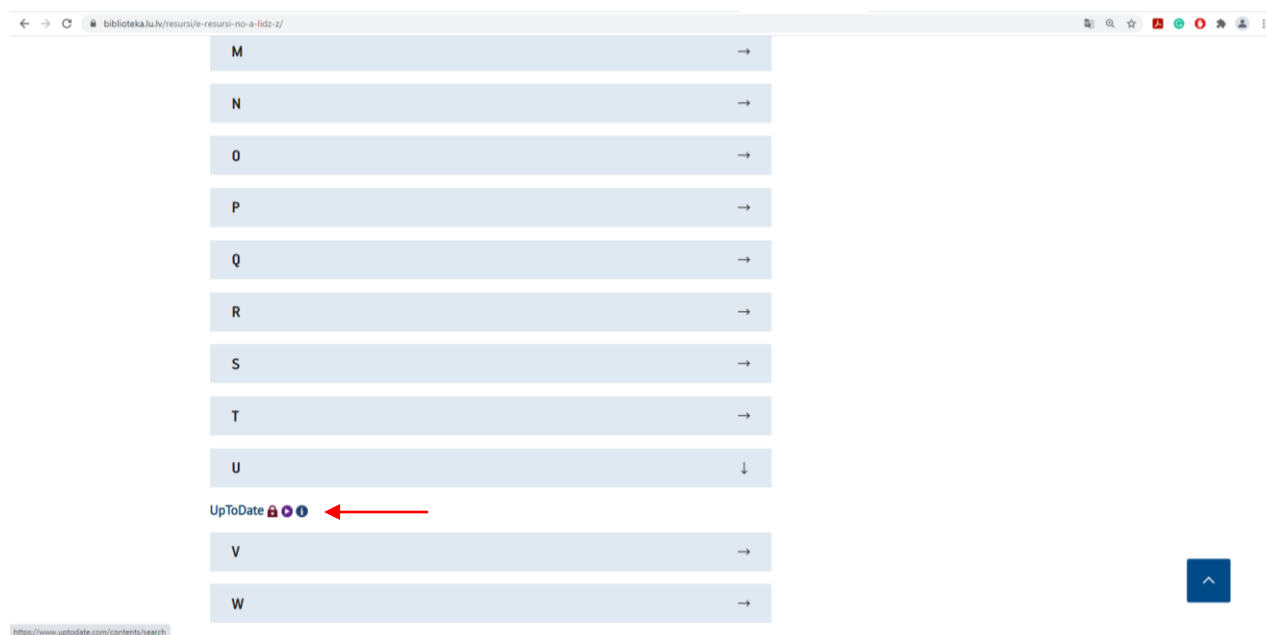 biblioteka.lu.lv/resursi/e-resursi-no-a-lidz-z/
M
N
O
P
Q
R
S
T
U
UpToDate
V
W
https://www.uptodate.com/contents/search